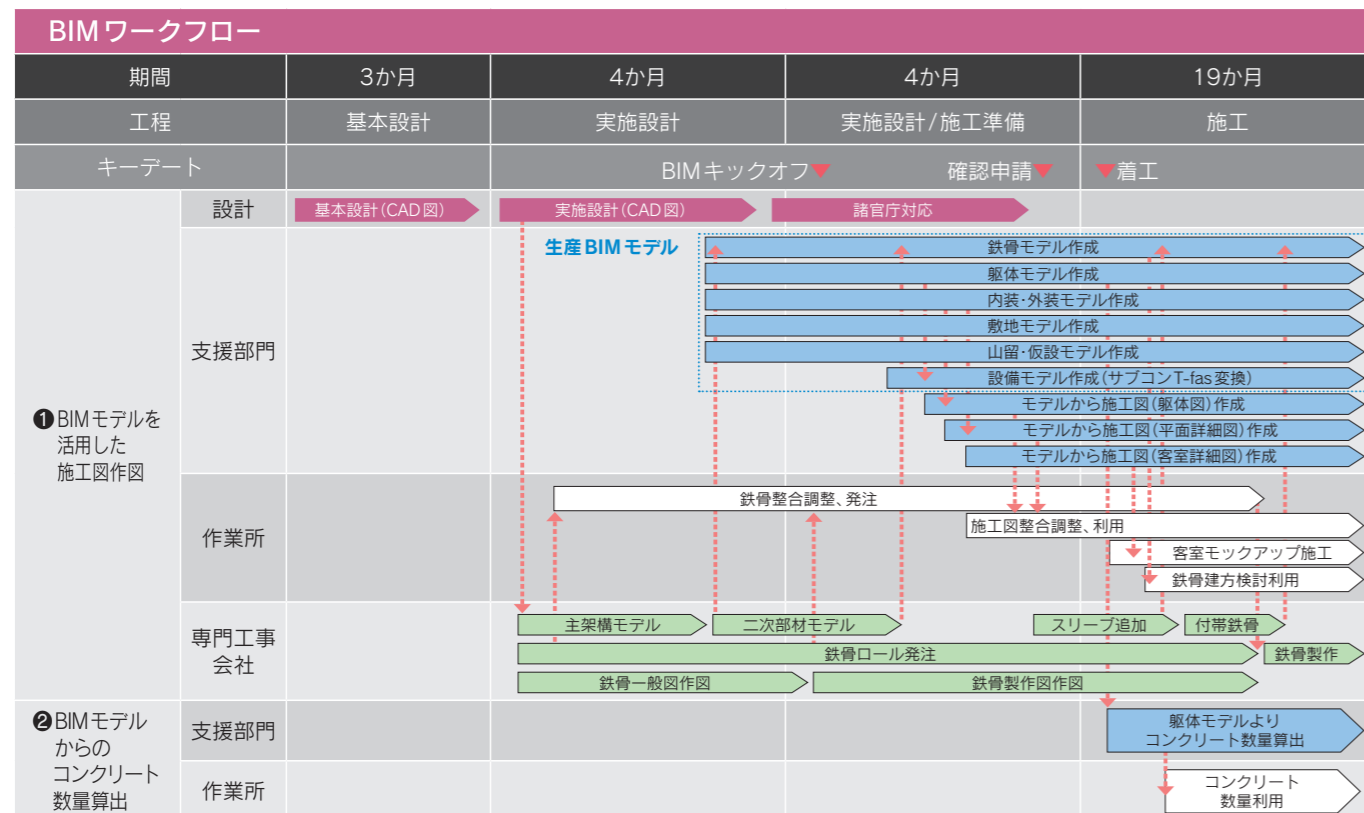 BIMワークフロー
期間
3か月
4か月
4か月
19か月
工程
基本設計
実施設計
実施設計/施工準備
施工
キーデート
BIMキックオフ▼
確認申請▼
▼着工
❶BIMモデルを
活用した
施工図作図
設計
基本設計(CAD図)
実施設計(CAD図)
諸官庁対応
支援部門
生産BIMモデル
鉄骨モデル作成
躯体モデル作成
内装・外装モデル作成
敷地モデル作成
山留・仮設モデル作成
設備モデル作成(サブコンT-fas変換)
モデルから施工図(躯体図)作成
モデルから施工図(平面詳細図)作成
モデルから施工図(客室詳細図)作成
作業所
鉄骨整合調整、発注
施工図整合調整、利用
客室モックアップ施工
鉄骨建方検討利用
専門工事
会社
主架構モデル
二次部材モデル
スリーブ追加
付帯鉄骨
鉄骨ロール発注
鉄骨製作
鉄骨一般図作図
鉄骨製作図作図
❷BIMモデル
からの
コンクリート
数量算出
支援部門
躯体モデルより
コンクリート数量算出
作業所
コンクリート
数量利用